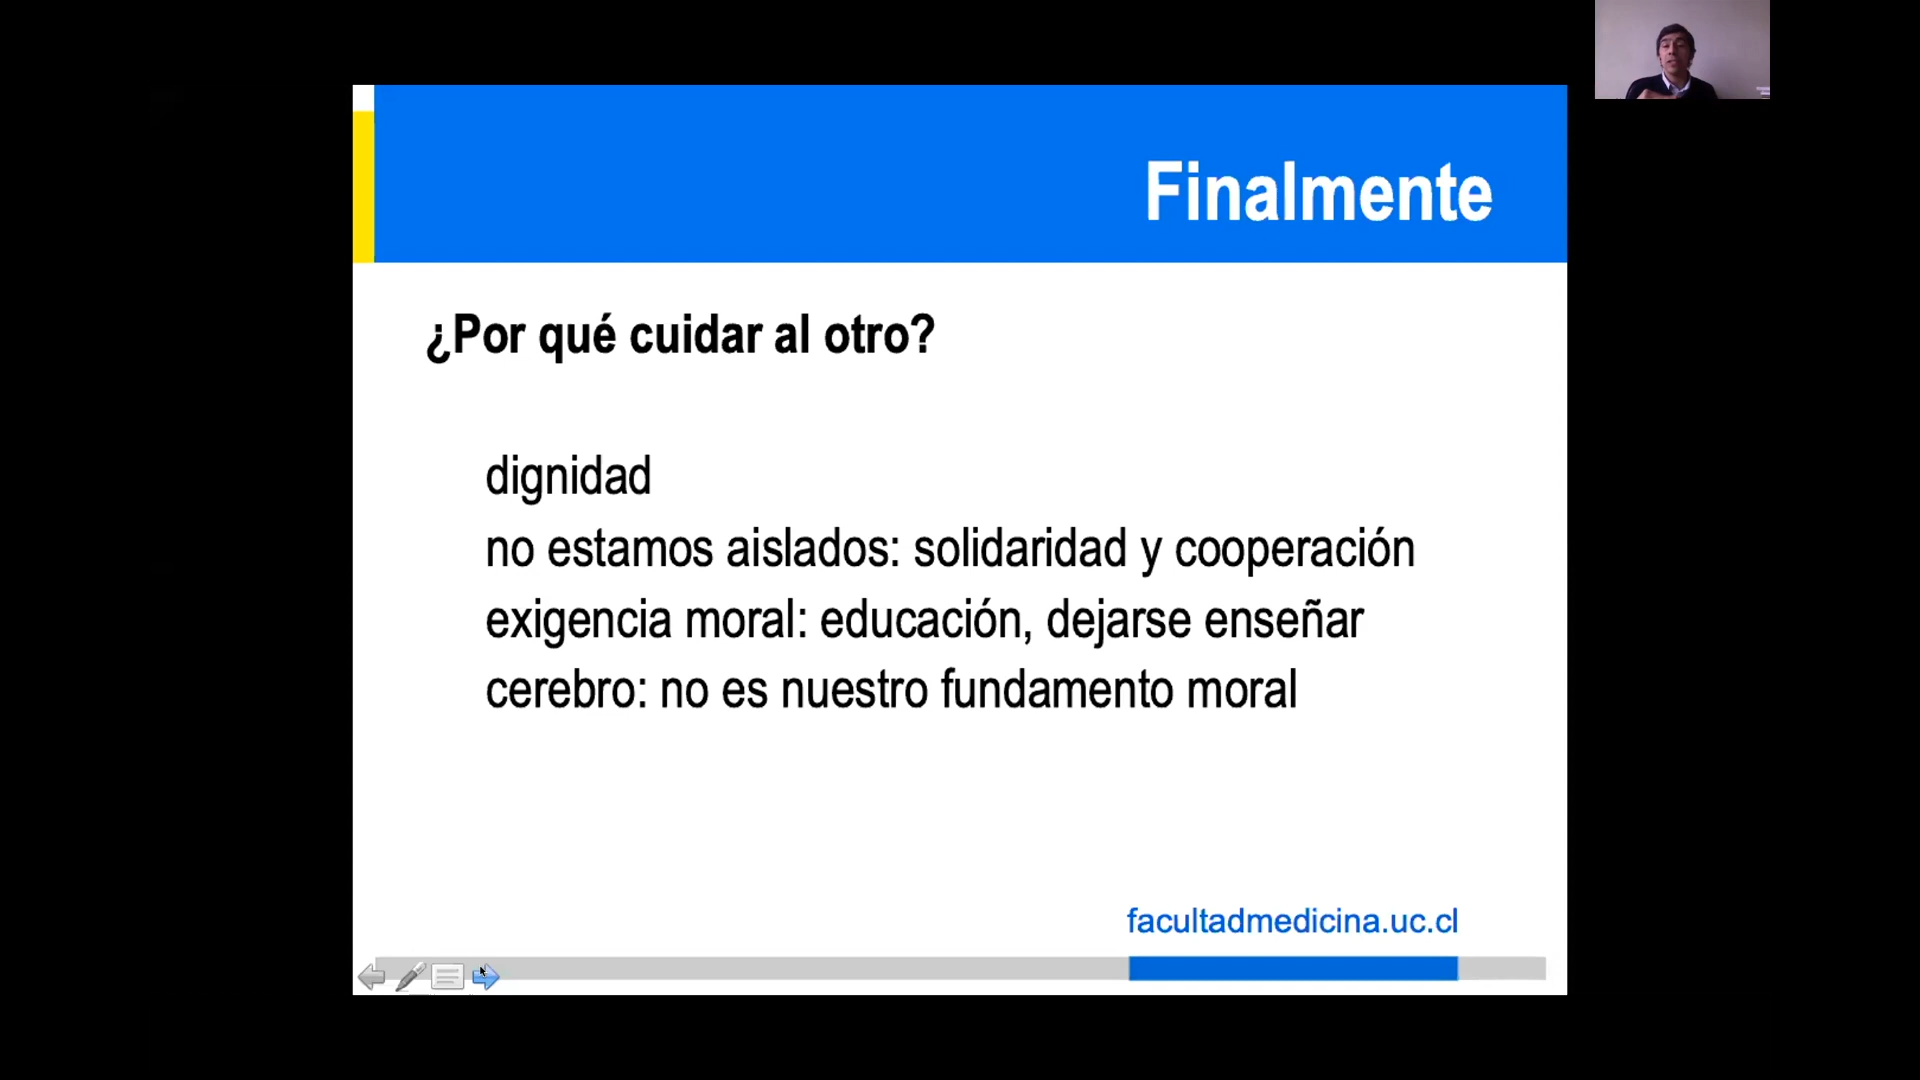 Finalmente
¿Por qué cuidar al otro?
dignidad
no estamos aislados: solidaridad y cooperación
exigencia moral: educación, dejarse enseñar
cerebro: no es nuestro fundamento moral
facultadmedicina.uc.cl